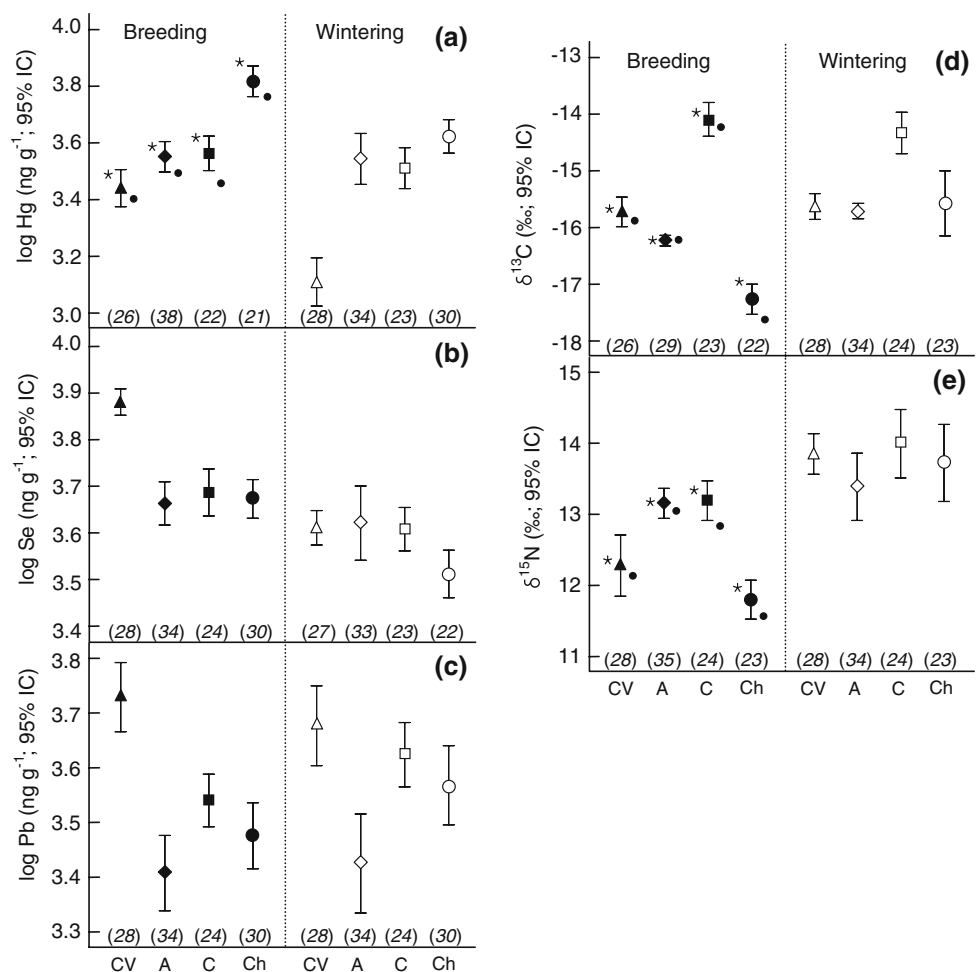 Breeding Wintering (a)
log Hg (ng g⁻¹; 95% IC)
4.0
3.8
3.6
3.4
3.2
3.0
* * * *
(26) (38) (22) (21) (28) (34) (23) (30)
(b)
log Se (ng g⁻¹; 95% IC)
4.0
3.9
3.8
3.7
3.6
3.5
3.4
(28) (34) (24) (30) (27) (33) (23) (22)
(c)
log Pb (ng g⁻¹; 95% IC)
3.8
3.7
3.6
3.5
3.4
3.3
(28) (34) (24) (30) (28) (34) (24) (30)
CV A C Ch CV A C Ch
Breeding Wintering (d)
δ¹³C (‰; 95% IC)
-13
-14
-15
-16
-17
-18
* * * *
(26) (29) (23) (22) (28) (34) (24) (23)
(e)
δ¹⁵N (‰; 95% IC)
15
14
13
12
11
* * * *
(28) (35) (24) (23) (28) (34) (24) (23)
CV A C Ch CV A C Ch